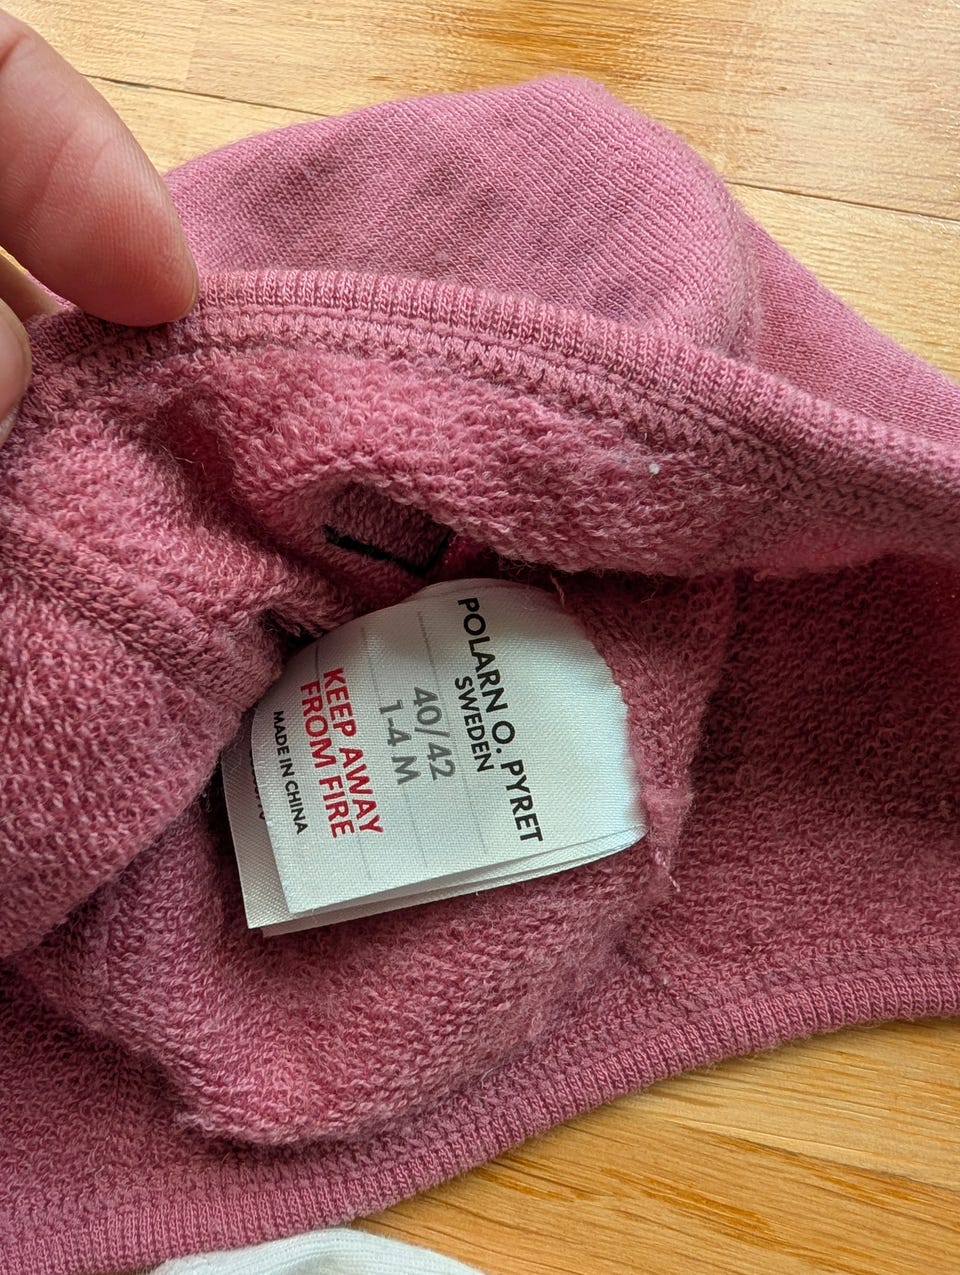 POLARN O. PYRET
SWEDEN
40/42
1-4 M
KEEP AWAY
FROM FIRE
MADE IN CHINA